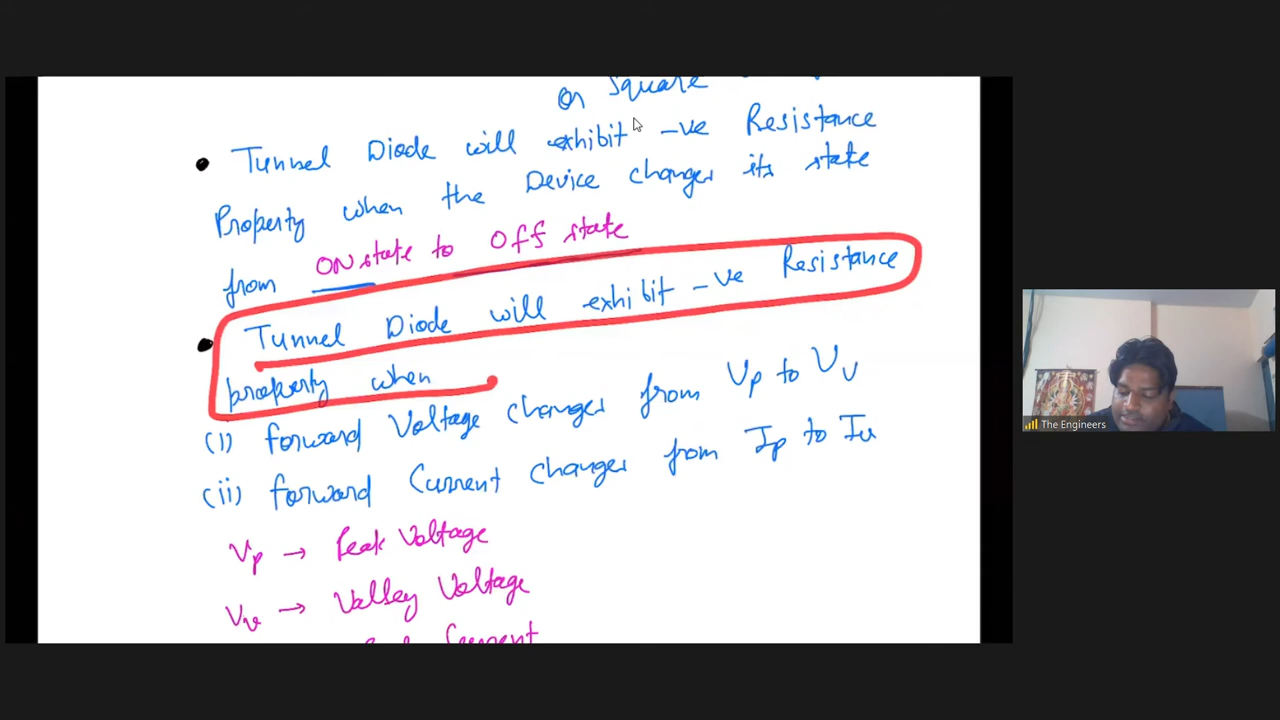 or square
Tunnel Diode will exhibit -ve Resistance
Property when the Device changes its state
from ON state to Off state
Tunnel Diode will exhibit -ve Resistance
property when
(i) forward Voltage changes from Vp to Vv
(ii) forward Current changes from Ip to Iv
Vp → Peak Voltage
Vv → Valley Voltage
Current
The Engineers